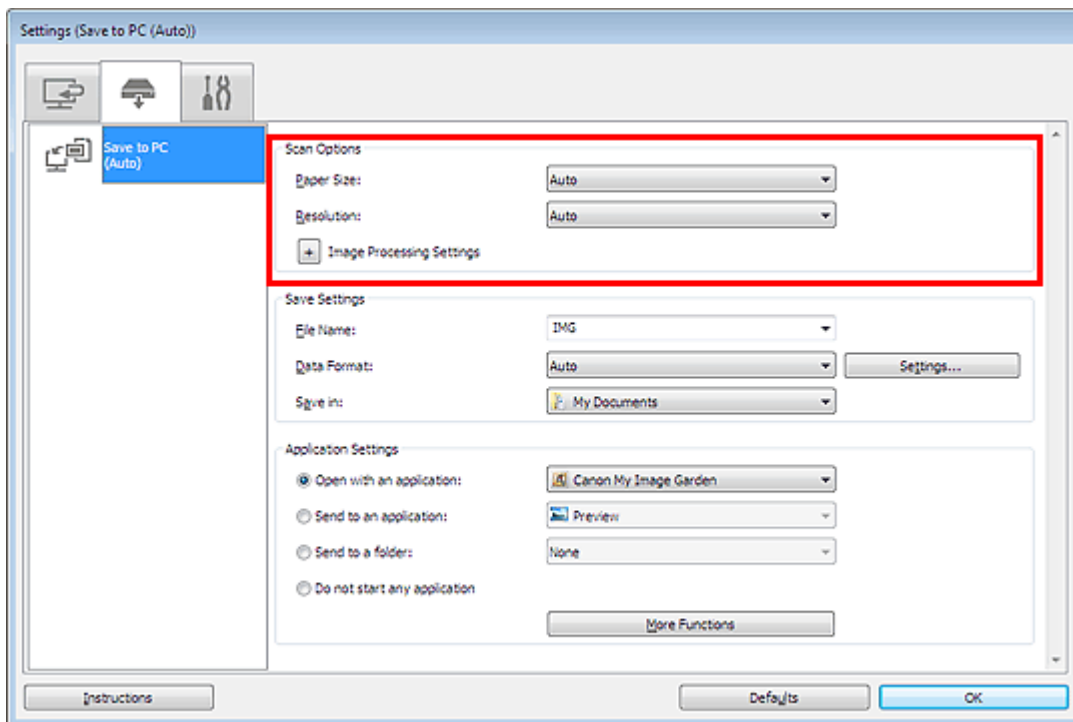 Settings (Save to PC (Auto))
Save to PC
(Auto)
Scan Options
Paper Size: Auto
Resolution: Auto
+ Image Processing Settings
Save Settings
File Name: IMG
Data Format: Auto Settings...
Save in: My Documents
Application Settings
Open with an application: Canon My Image Garden
Send to an application: Preview
Send to a folder: None
Do not start any application
More Functions
Instructions Defaults OK